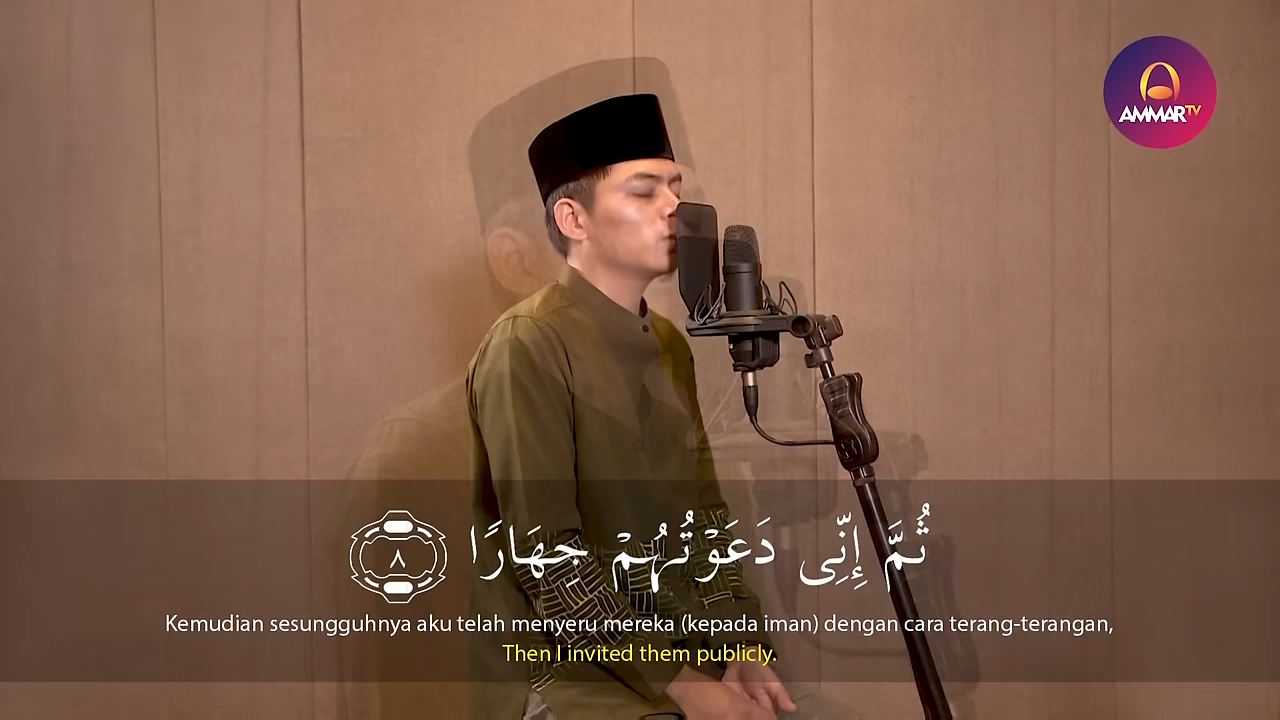 AMMARTV
ثُمَّ إِنِّى دَعَوْتُهُمْ جِهَارًا ٨
Kemudian sesungguhnya aku telah menyeru mereka (kepada iman) dengan cara terang-terangan,
Then I invited them publicly.